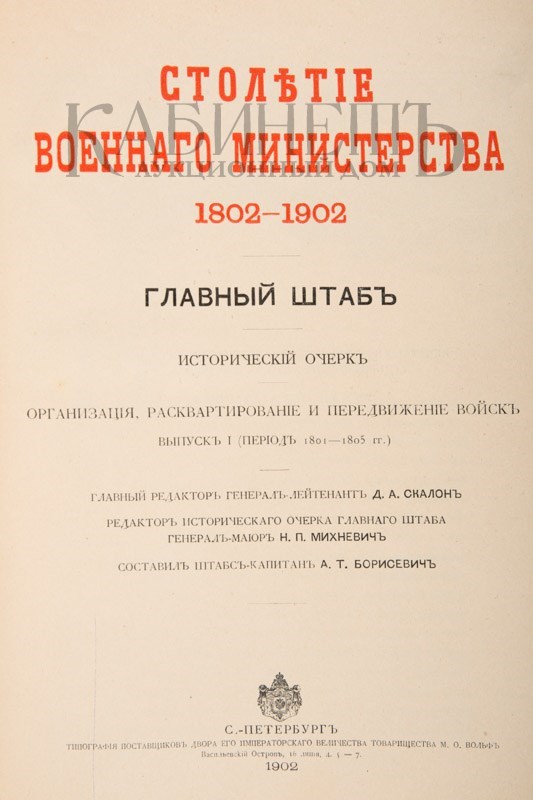 СТОЛѢТІЕ
КАБИНЕТЪ
ВОЕННАГО МИНИСТЕРСТВА
АУКЦИОННЫЙ ДОМ
1802–1902
ГЛАВНЫЙ ШТАБЪ
ИСТОРИЧЕСКІЙ ОЧЕРКЪ
ОРГАНИЗАЦІЯ, РАСКВАРТИРОВАНІЕ И ПЕРЕДВИЖЕНІЕ ВОЙСКЪ
ВЫПУСКЪ I (ПЕРІОДЪ 1801—1805 гг.)
ГЛАВНЫЙ РЕДАКТОРЪ ГЕНЕРАЛЪ-ЛЕЙТЕНАНТЪ Д. А. СКАЛОНЪ
РЕДАКТОРЪ ИСТОРИЧЕСКАГО ОЧЕРКА ГЛАВНАГО ШТАБА
ГЕНЕРАЛЪ-МАІОРЪ Н. П. МИХНЕВИЧЪ
СОСТАВИЛЪ ШТАБСЪ-КАПИТАНЪ А. Т. БОРИСЕВИЧЪ
С.-ПЕТЕРБУРГЪ
ТИПОГРАФІЯ ПОСТАВЩИКОВЪ ДВОРА ЕГО ИМПЕРАТОРСКАГО ВЕЛИЧЕСТВА ТОВАРИЩЕСТВА М. О. ВОЛЬФЪ
Васильевскій Островъ, 16 линія, д. 5 — 7.
1902